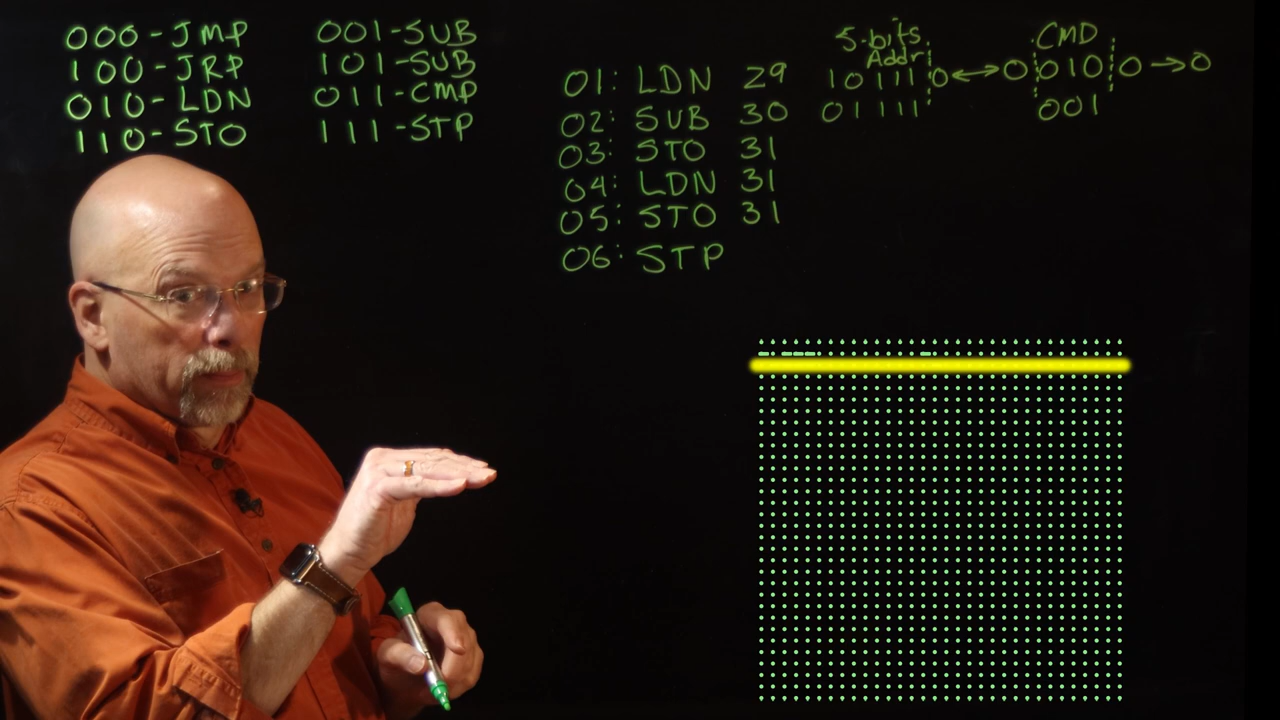 000-JMP 001-SUB
100-JRP 101-SUB
010-LDN 011-CMP
110-STO 111-STP
01: LDN 29
02: SUB 30
03: STO 31
04: LDN 31
05: STO 31
06: STP
5-bits CMD
Addr
10111 0↔0 010 0→0
01111 001